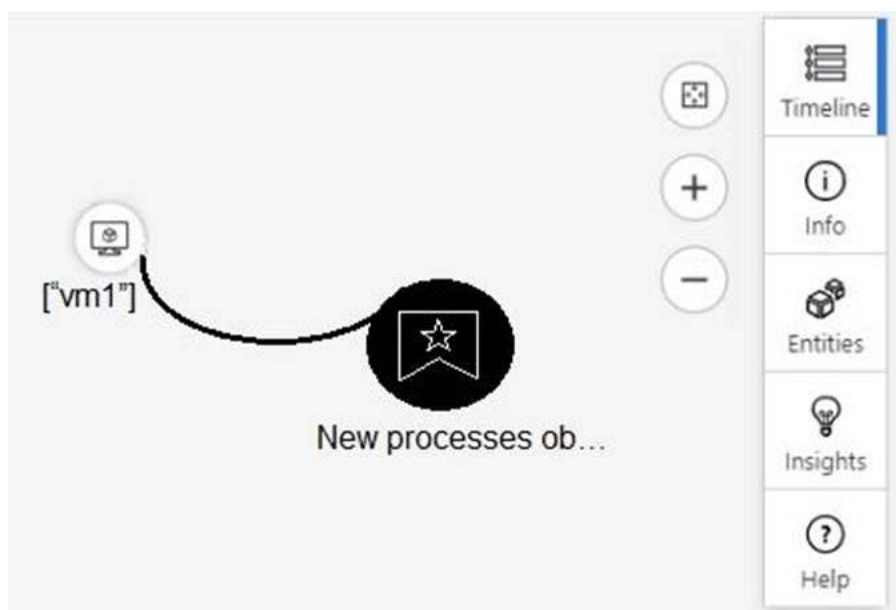 Timeline
Info
["vm1"]
Entities
New processes ob...
Insights
Help